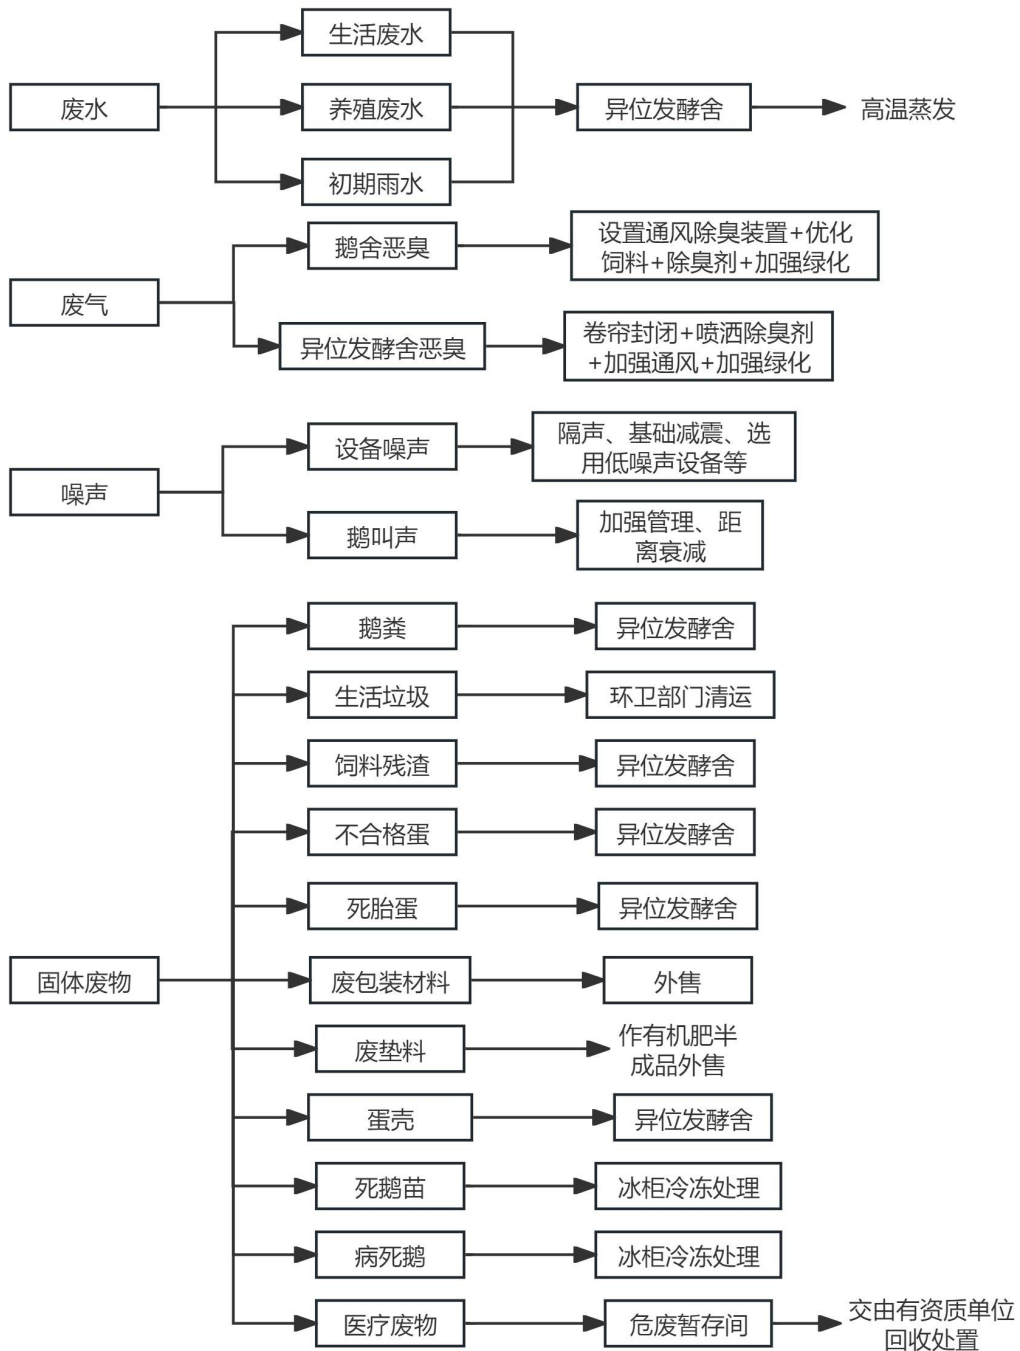 生活废水
废水
养殖废水
异位发酵舍
高温蒸发
初期雨水
鹅舍恶臭
设置通风除臭装置+优化
饲料+除臭剂+加强绿化
废气
异位发酵舍恶臭
卷帘封闭+喷洒除臭剂
+加强通风+加强绿化
设备噪声
隔声、基础减震、选
用低噪声设备等
噪声
鹅叫声
加强管理、距
离衰减
鹅粪
异位发酵舍
生活垃圾
环卫部门清运
饲料残渣
异位发酵舍
不合格蛋
异位发酵舍
死胎蛋
异位发酵舍
固体废物
废包装材料
外售
废垫料
作有机肥半
成品外售
蛋壳
异位发酵舍
死鹅苗
冰柜冷冻处理
病死鹅
冰柜冷冻处理
医疗废物
危废暂存间
交由有资质单位
回收处置